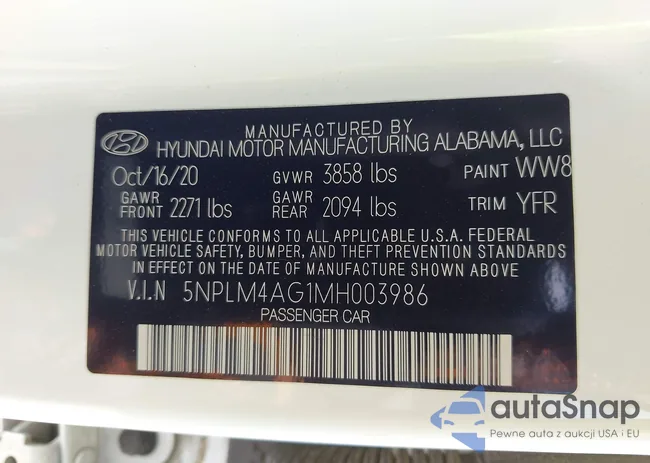 MANUFACTURED BY
HYUNDAI MOTOR MANUFACTURING ALABAMA, LLC
Oct/16/20 GVWR 3858 lbs PAINT WW8
GAWR FRONT 2271 lbs GAWR REAR 2094 lbs TRIM YFR
THIS VEHICLE CONFORMS TO ALL APPLICABLE U.S.A. FEDERAL
MOTOR VEHICLE SAFETY, BUMPER, AND THEFT PREVENTION STANDARDS
IN EFFECT ON THE DATE OF MANUFACTURE SHOWN ABOVE
V.I.N 5NPLM4AG1MH003986
PASSENGER CAR
autaSnap
Pewne auta z aukcji USA i EU